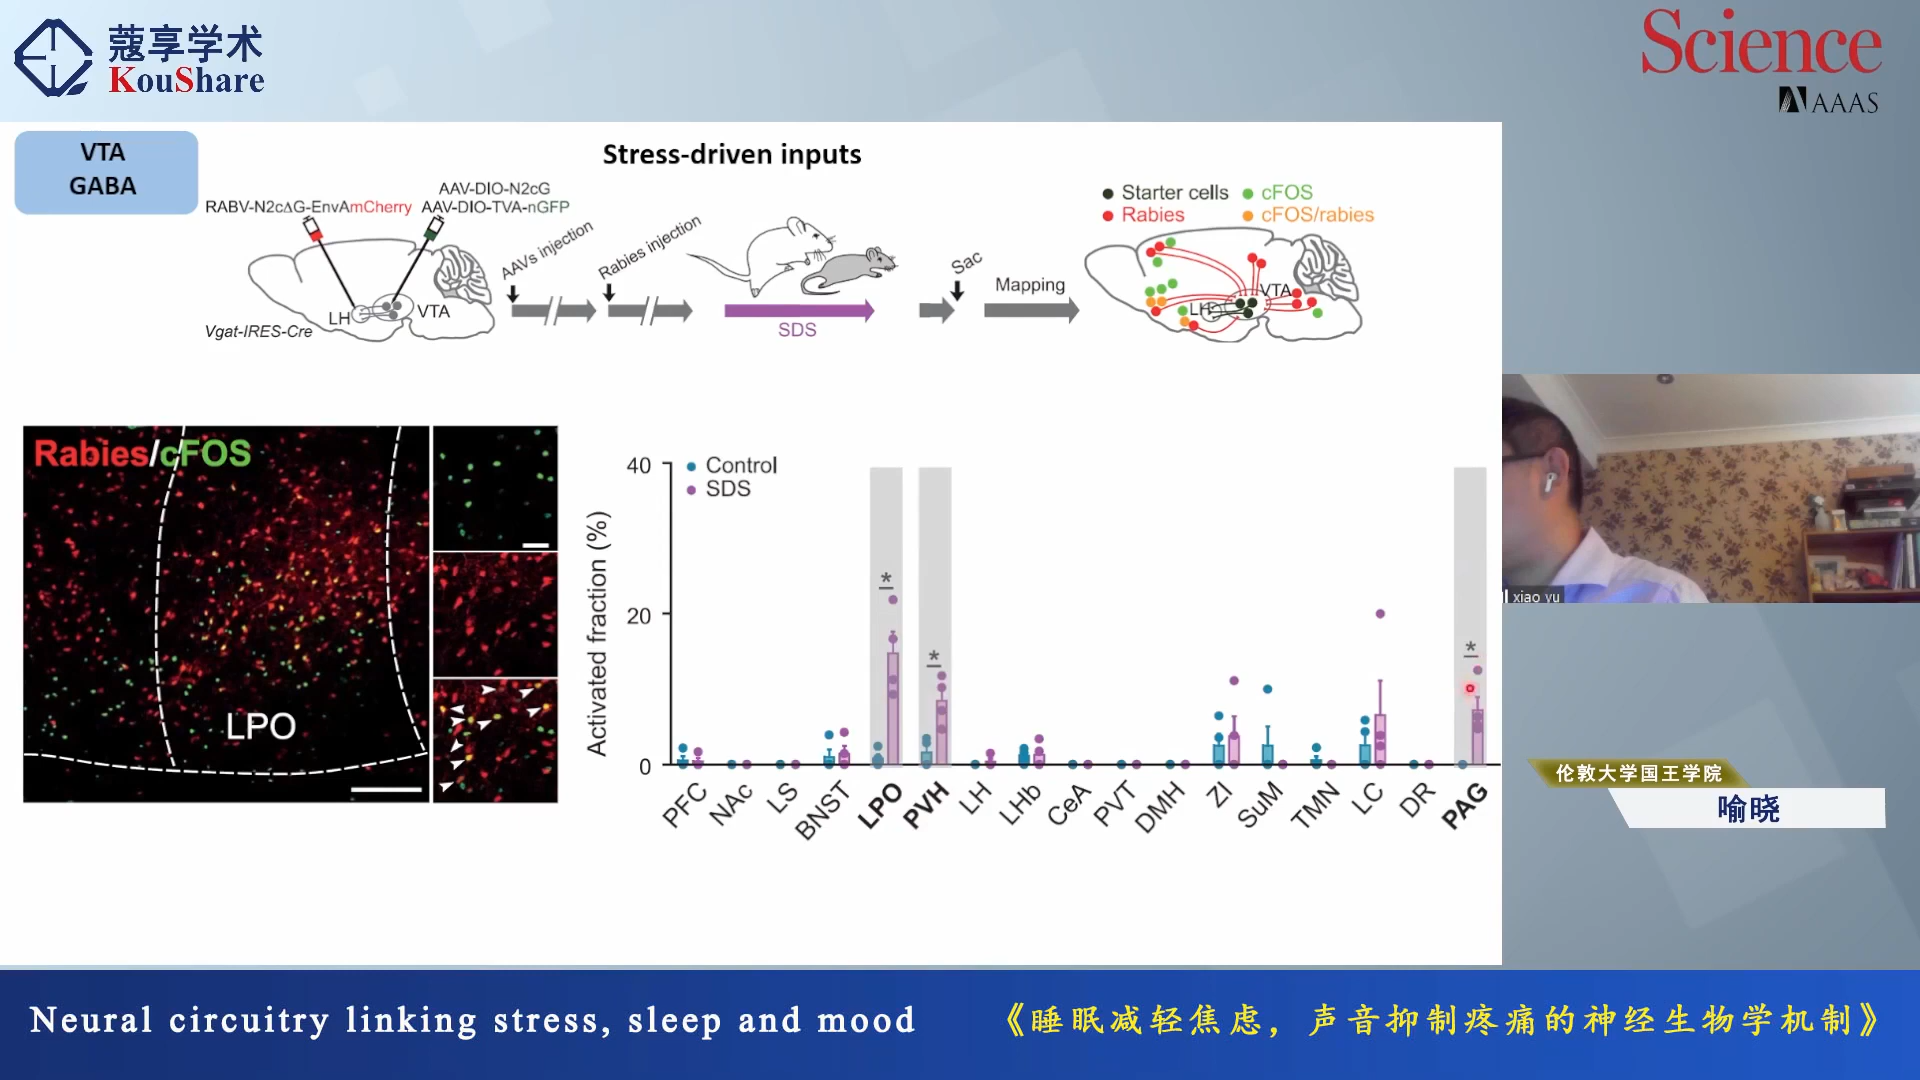 蔻享学术
KouShare
Science
AAAS
VTA
GABA
Stress-driven inputs
RABV-N2cΔG-EnvAmCherry
AAV-DIO-N2cG
AAV-DIO-TVA-nGFP
LH
VTA
Vgat-IRES-Cre
AAVs injection
Rabies injection
SDS
Sac
Mapping
Starter cells
cFOS
Rabies
cFOS/rabies
VTA
LH
Rabies/cFOS
LPO
Activated fraction (%)
40
20
0
Control
SDS
*
*
*
PFC
NAc
LS
BNST
LPO
PVH
LH
LHb
CeA
PVT
DMH
ZI
SuM
TMN
LC
DR
PAG
xiao yu
伦敦大学国王学院
喻晓
Neural circuitry linking stress, sleep and mood
《睡眠减轻焦虑，声音抑制疼痛的神经生物学机制》